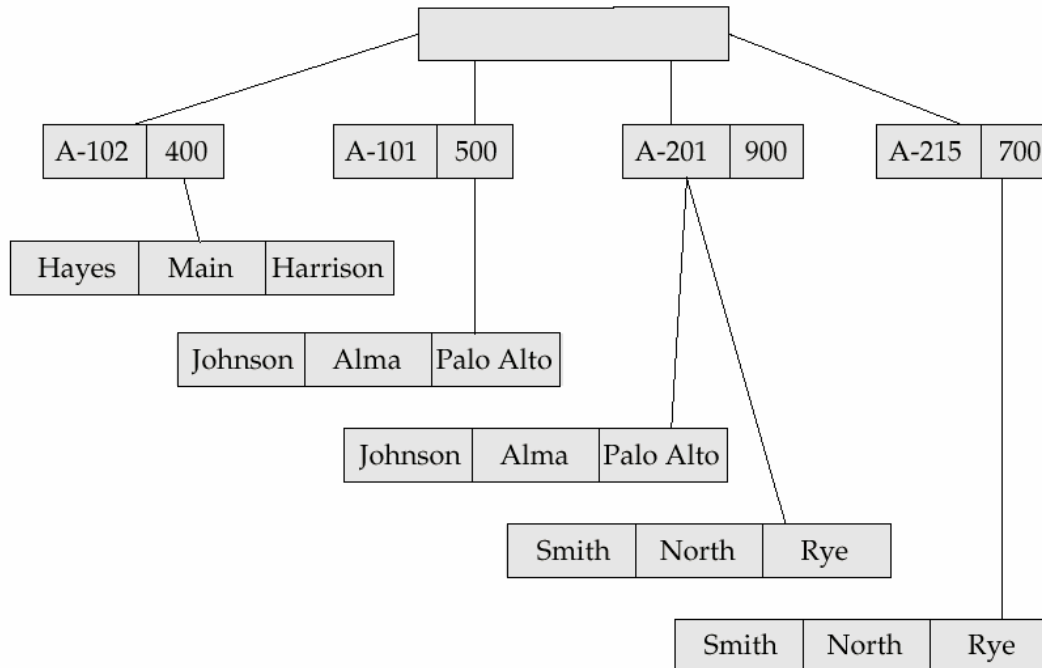 A-102 400 A-101 500 A-201 900 A-215 700
Hayes Main Harrison
Johnson Alma Palo Alto
Johnson Alma Palo Alto
Smith North Rye
Smith North Rye